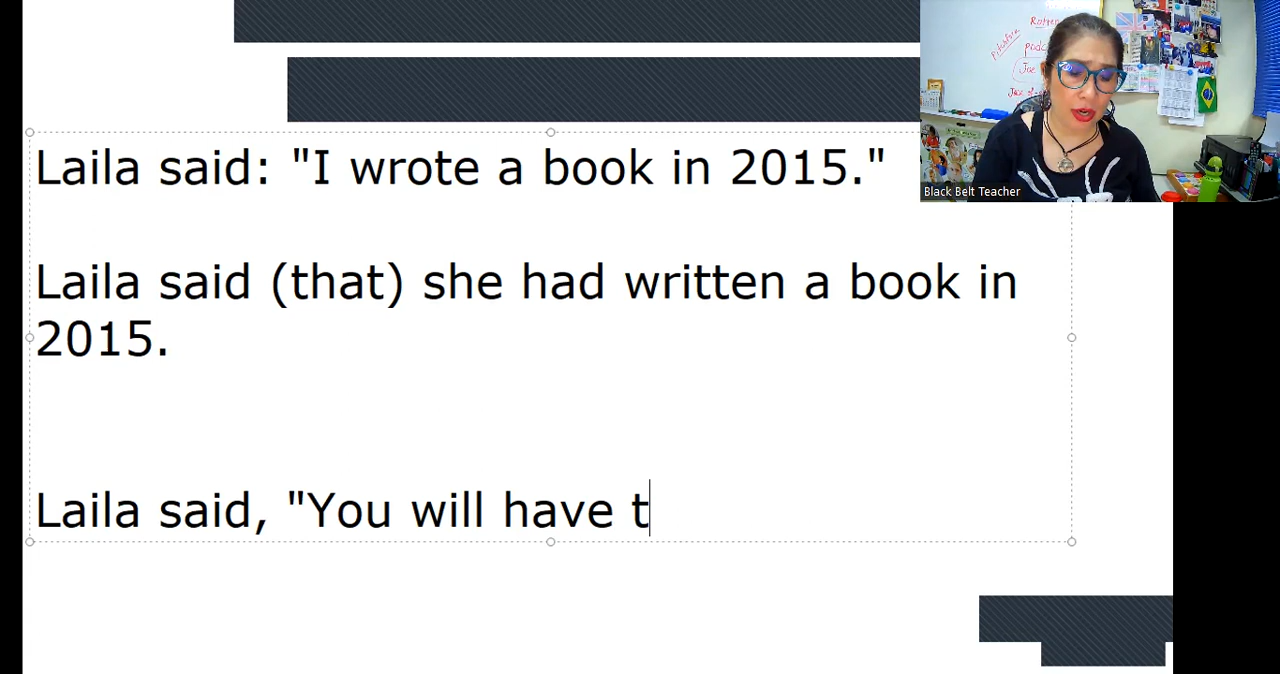 Laila said: "I wrote a book in 2015."
Laila said (that) she had written a book in
2015.
Laila said, "You will have t
Black Belt Teacher